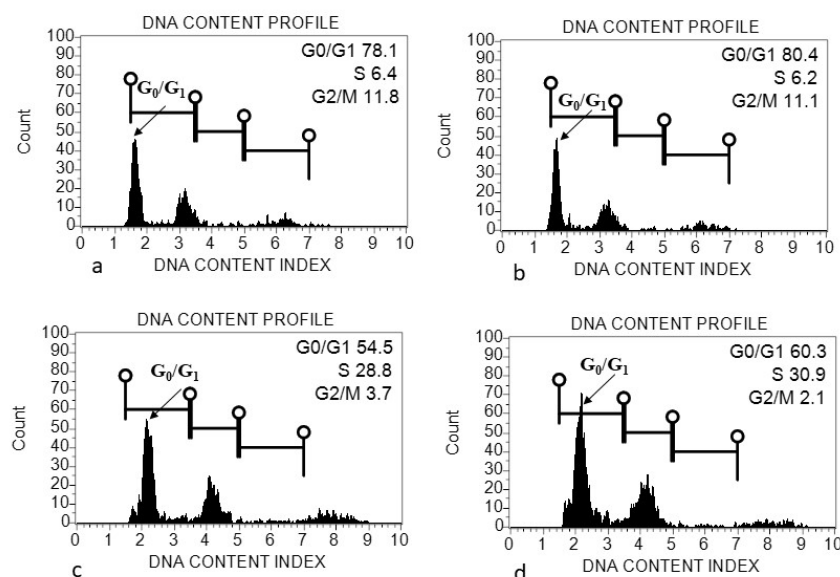 DNA CONTENT PROFILE
G0/G1 78.1
S 6.4
G2/M 11.8
G₀/G₁
Count
100
90
80
70
60
50
40
30
20
10
0
0 1 2 3 4 5 6 7 8 9 10
DNA CONTENT INDEX
a
DNA CONTENT PROFILE
G0/G1 80.4
S 6.2
G2/M 11.1
G₀/G₁
Count
100
90
80
70
60
50
40
30
20
10
0
0 1 2 3 4 5 6 7 8 9 10
DNA CONTENT INDEX
b
DNA CONTENT PROFILE
G0/G1 54.5
S 28.8
G2/M 3.7
G₀/G₁
Count
100
90
80
70
60
50
40
30
20
10
0
0 1 2 3 4 5 6 7 8 9 10
DNA CONTENT INDEX
c
DNA CONTENT PROFILE
G0/G1 60.3
S 30.9
G2/M 2.1
G₀/G₁
Count
100
90
80
70
60
50
40
30
20
10
0
0 1 2 3 4 5 6 7 8 9 10
DNA CONTENT INDEX
d